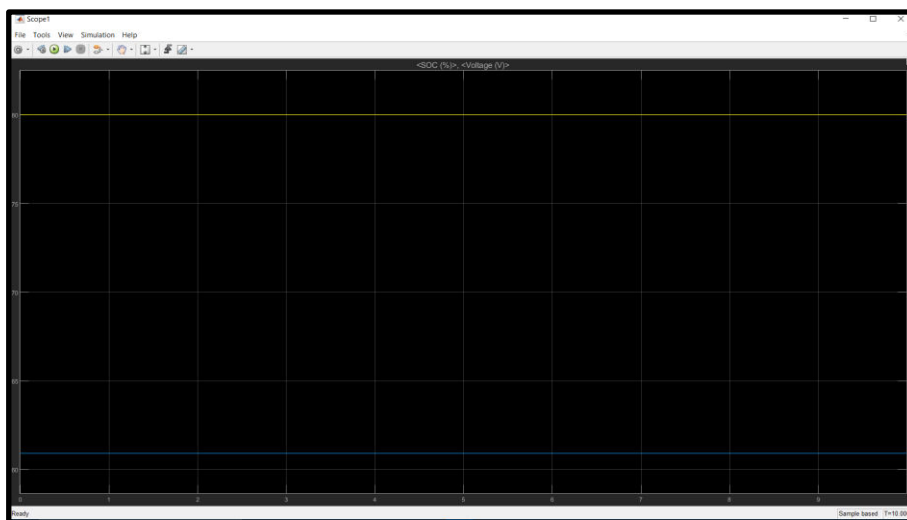 Scope1
File Tools View Simulation Help
<SOC (%)>, <Voltage (V)>
80
75
70
65
60
0 1 2 3 4 5 6 7 8 9
Ready
Sample based T=10.00